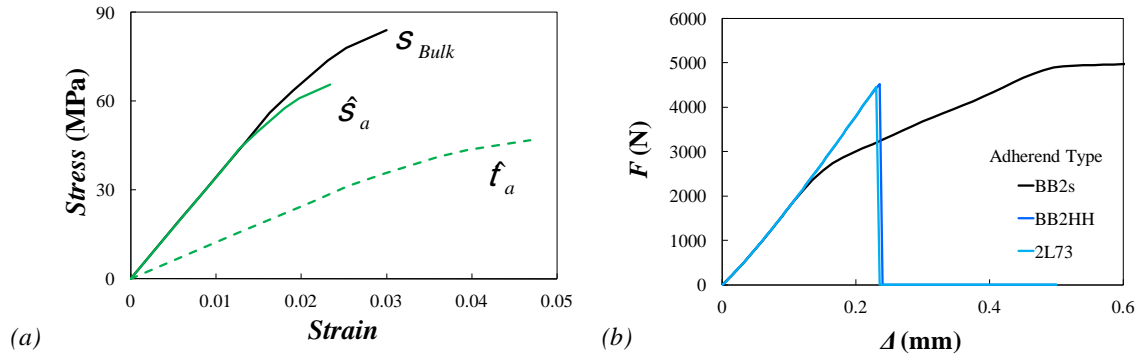 90
60
30
0
Stress (MPa)
0
0.01
0.02
0.03
0.04
0.05
Strain
S Bulk
ŝ a
t̂ a
(a)
6000
5000
4000
3000
2000
1000
0
F (N)
0
0.2
0.4
0.6
Δ (mm)
Adherend Type
BB2s
BB2HH
2L73
(b)